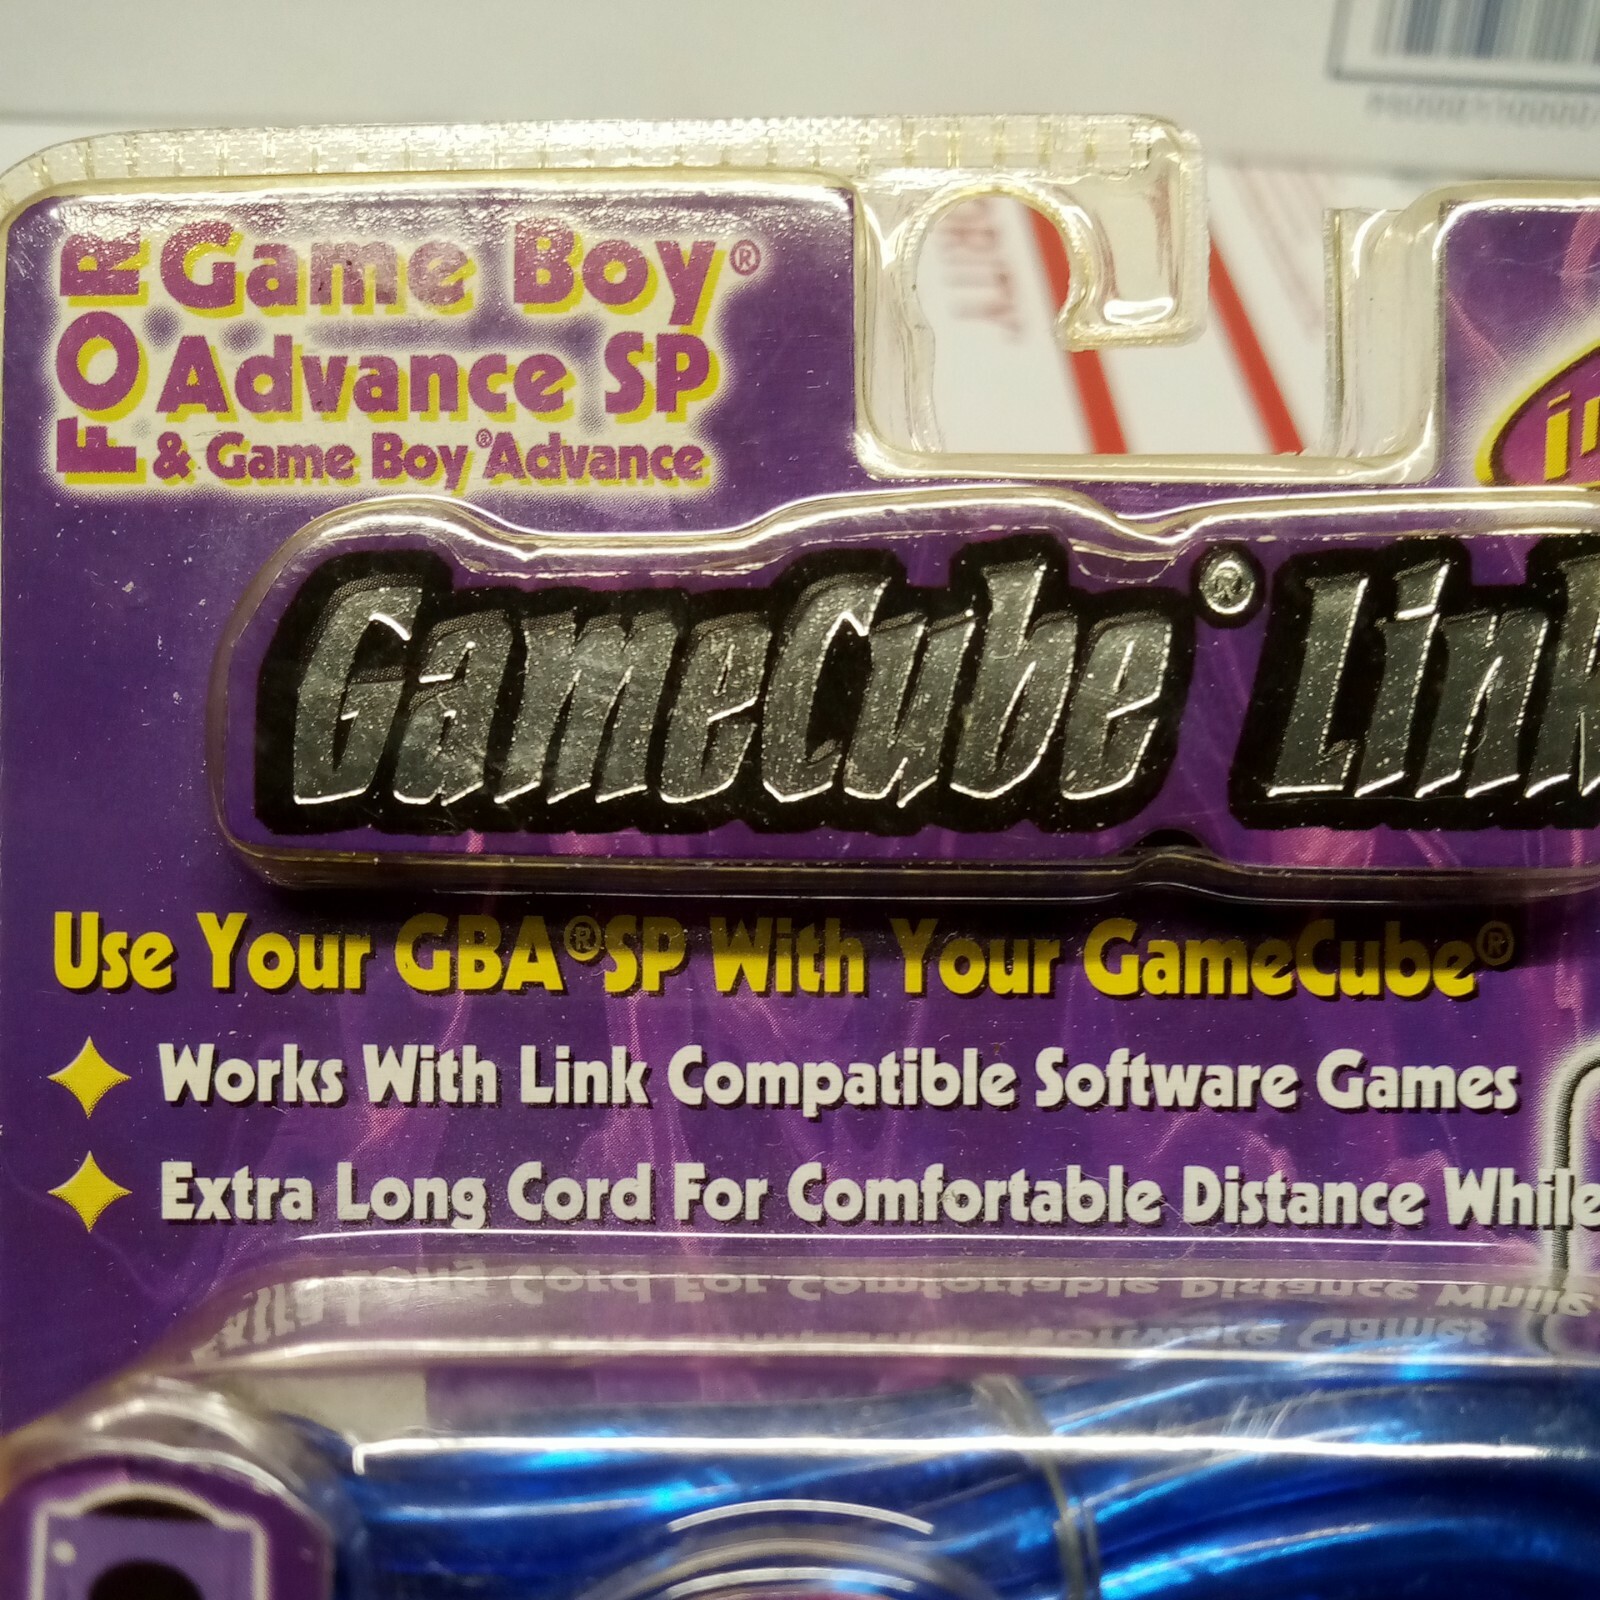 FOR
Game Boy®
Advance SP
& Game Boy® Advance
RITY
GameCube® Link
Use Your GBA® SP With Your GameCube®
Works With Link Compatible Software Games
Extra Long Cord For Comfortable Distance While